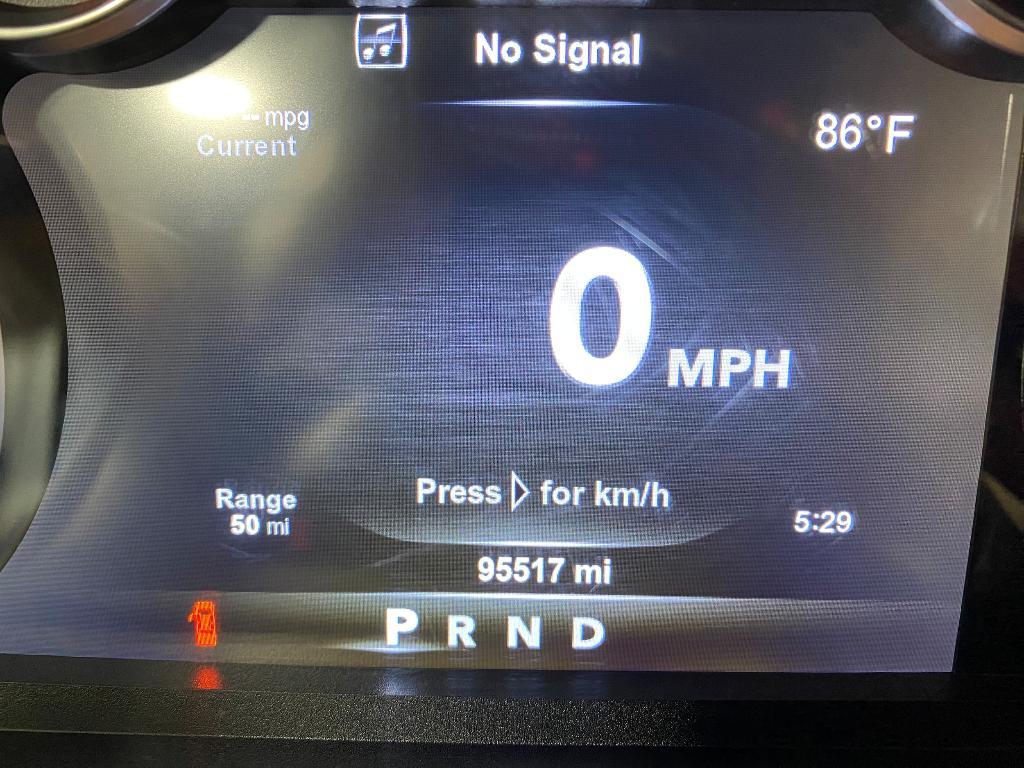 No Signal
-- mpg
Current
86°F
0 MPH
Range
50 mi
Press ▷ for km/h
5:29
95517 mi
P R N D